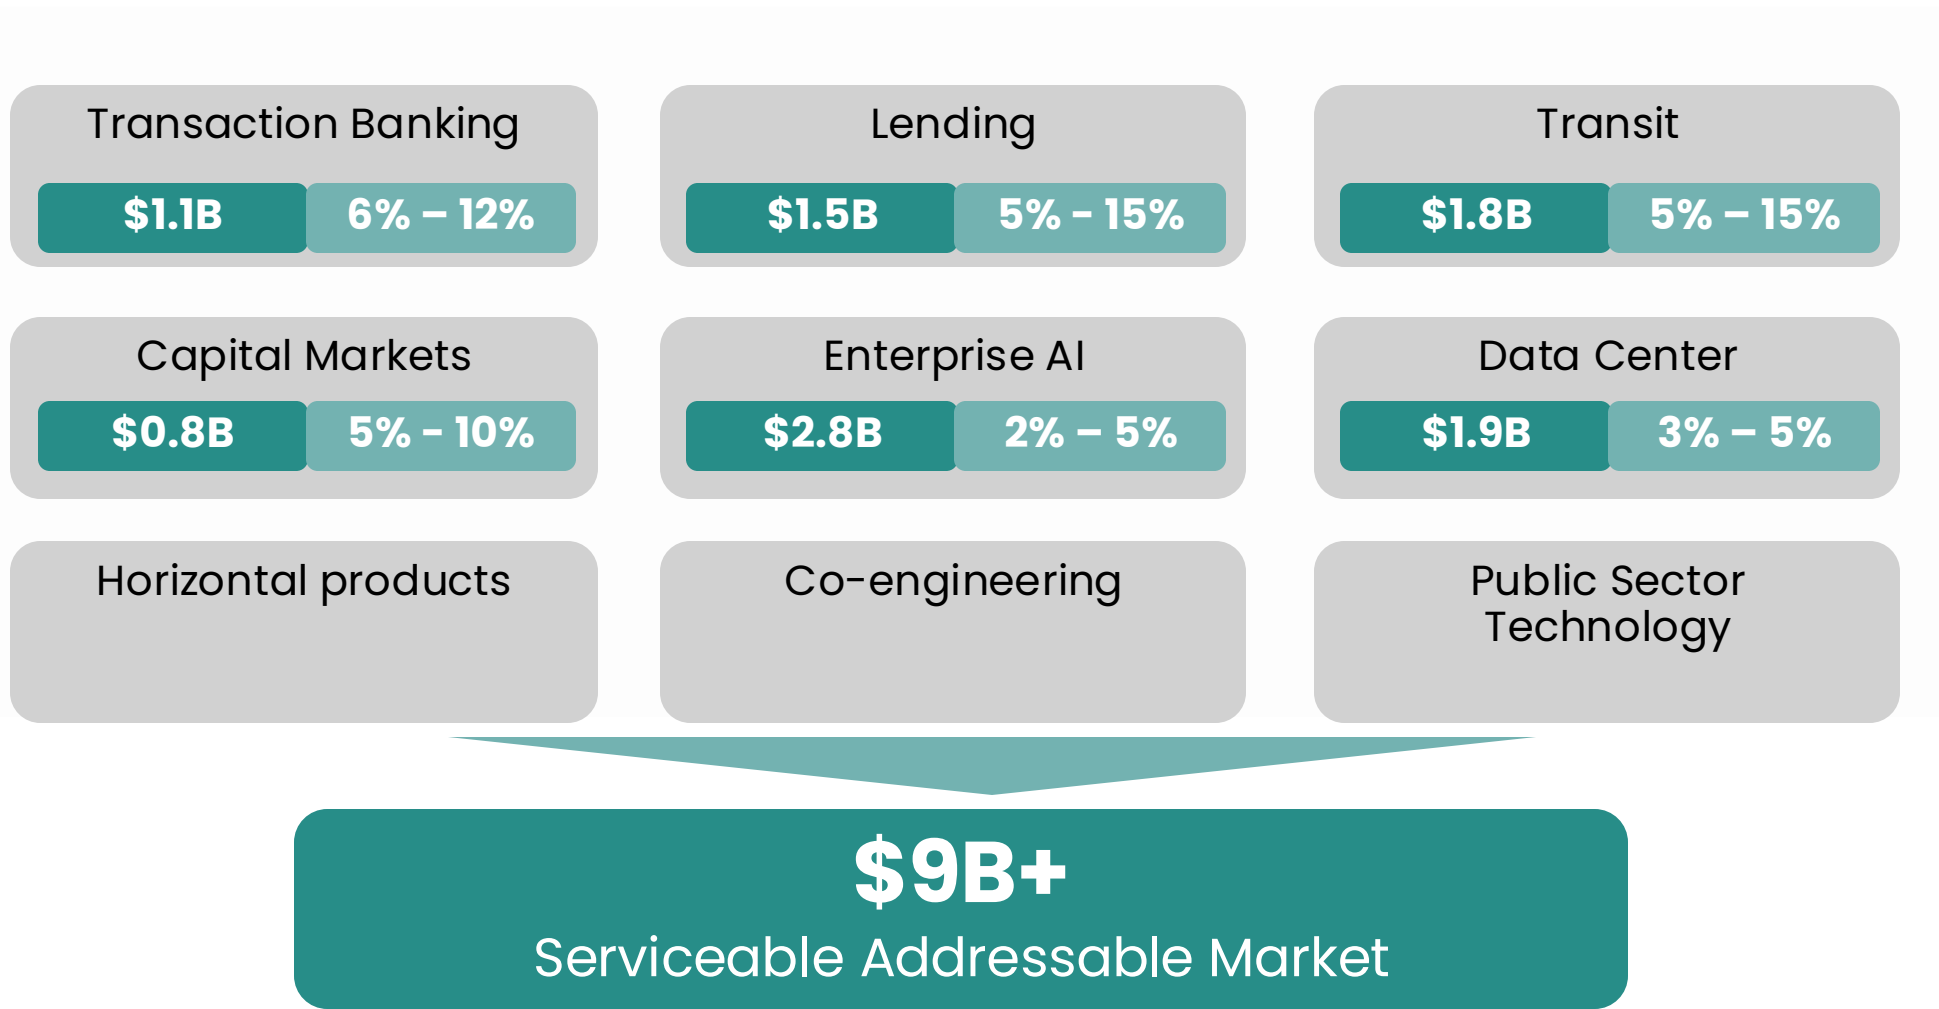 Transaction Banking
$1.1B
6% – 12%
Lending
$1.5B
5% - 15%
Transit
$1.8B
5% – 15%
Capital Markets
$0.8B
5% - 10%
Enterprise AI
$2.8B
2% – 5%
Data Center
$1.9B
3% – 5%
Horizontal products
Co-engineering
Public Sector
Technology
$9B+
Serviceable Addressable Market